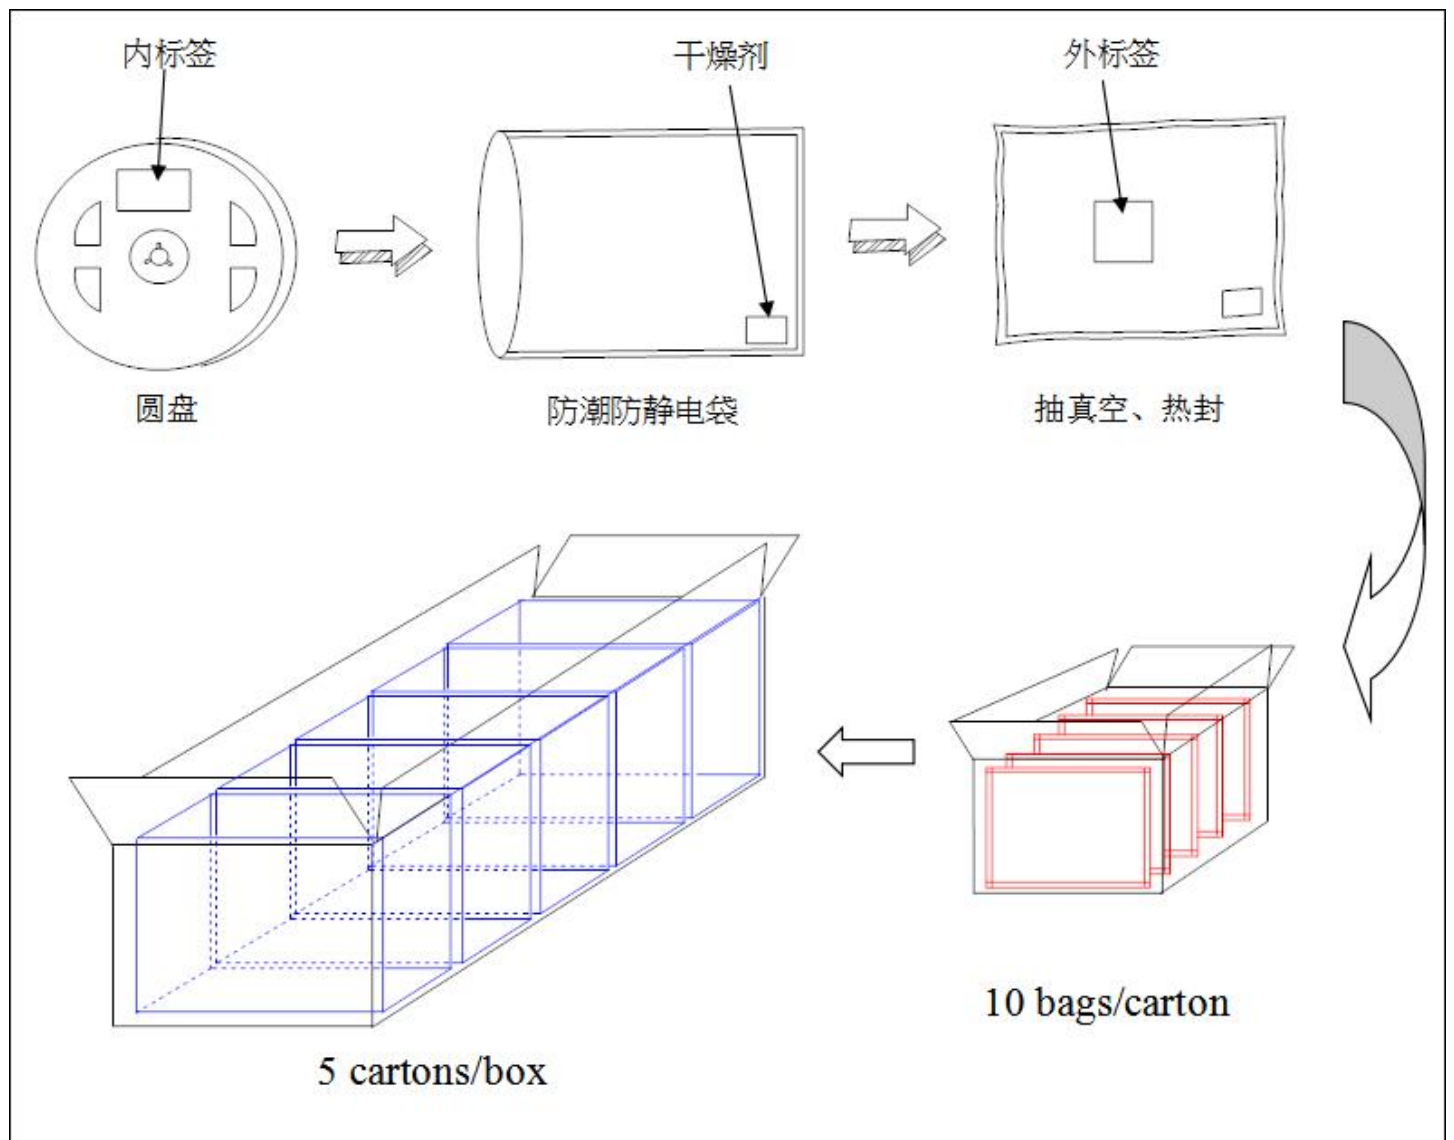 内标签
干燥剂
外标签
圆盘
防潮防静电袋
抽真空、热封
10 bags/carton
5 cartons/box